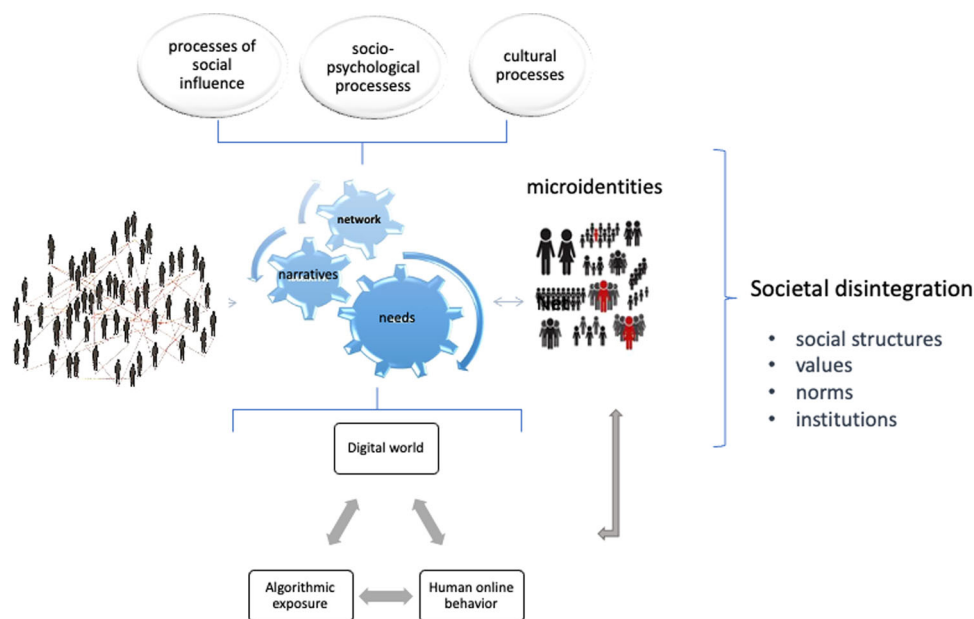 processes of
social
influence
socio-
psychological
processess
cultural
processes
microidentities
network
narratives
needs
Societal disintegration
• social structures
• values
• norms
• institutions
Digital world
Algorithmic
exposure
Human online
behavior